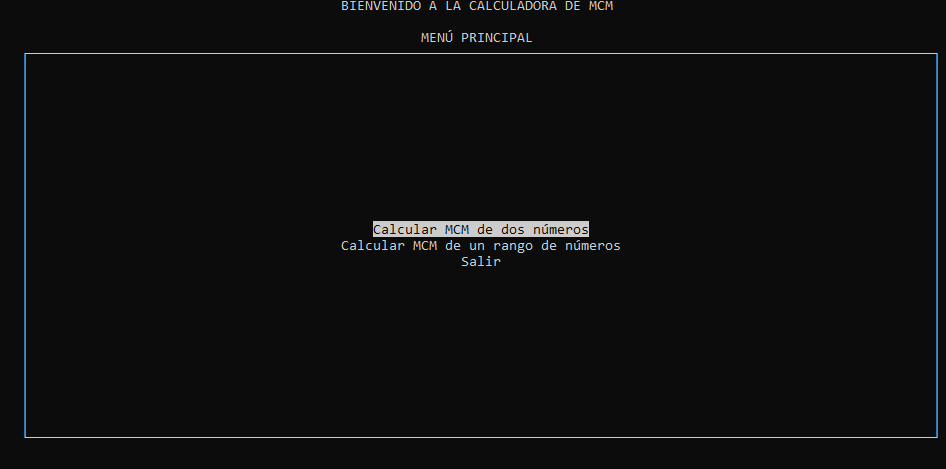 BIENVENIDO A LA CALCULADORA DE MCM
MENÚ PRINCIPAL
Calcular MCM de dos números
Calcular MCM de un rango de números
Salir